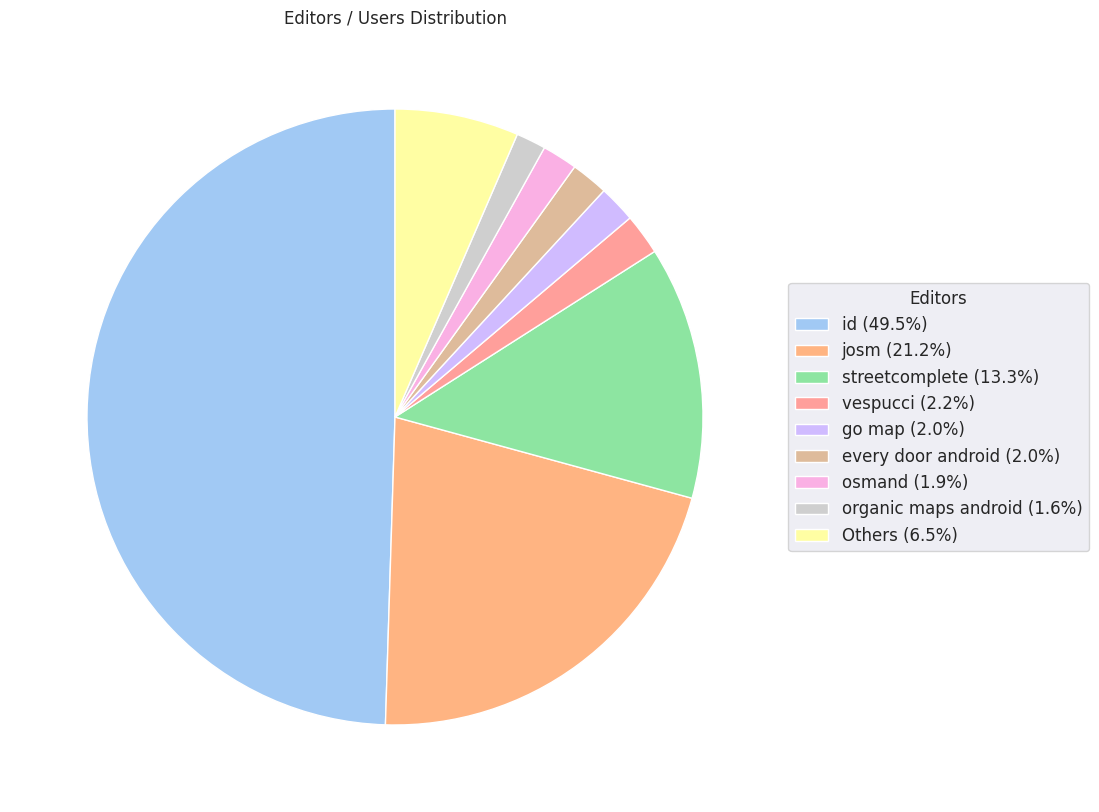 Editors / Users Distribution
Editors
id (49.5%)
josm (21.2%)
streetcomplete (13.3%)
vespucci (2.2%)
go map (2.0%)
every door android (2.0%)
osmand (1.9%)
organic maps android (1.6%)
Others (6.5%)